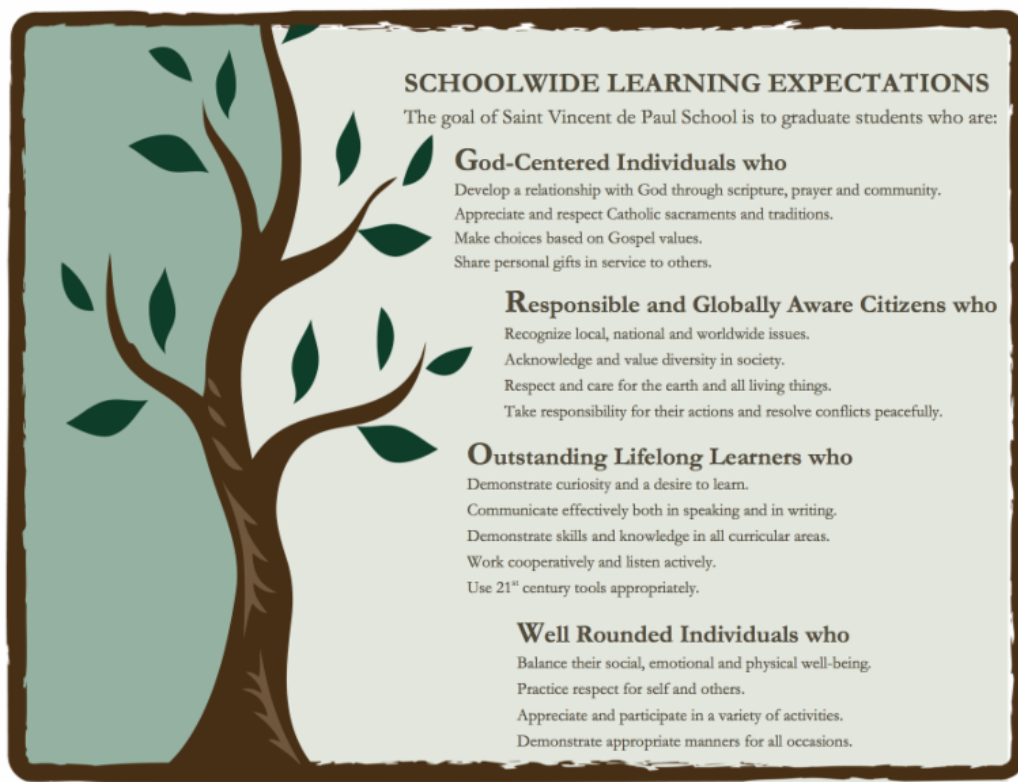 SCHOOLWIDE LEARNING EXPECTATIONS
The goal of Saint Vincent de Paul School is to graduate students who are:
God-Centered Individuals who
Develop a relationship with God through scripture, prayer and community.
Appreciate and respect Catholic sacraments and traditions.
Make choices based on Gospel values.
Share personal gifts in service to others.
Responsible and Globally Aware Citizens who
Recognize local, national and worldwide issues.
Acknowledge and value diversity in society.
Respect and care for the earth and all living things.
Take responsibility for their actions and resolve conflicts peacefully.
Outstanding Lifelong Learners who
Demonstrate curiosity and a desire to learn.
Communicate effectively both in speaking and in writing.
Demonstrate skills and knowledge in all curricular areas.
Work cooperatively and listen actively.
Use 21st century tools appropriately.
Well Rounded Individuals who
Balance their social, emotional and physical well-being.
Practice respect for self and others.
Appreciate and participate in a variety of activities.
Demonstrate appropriate manners for all occasions.